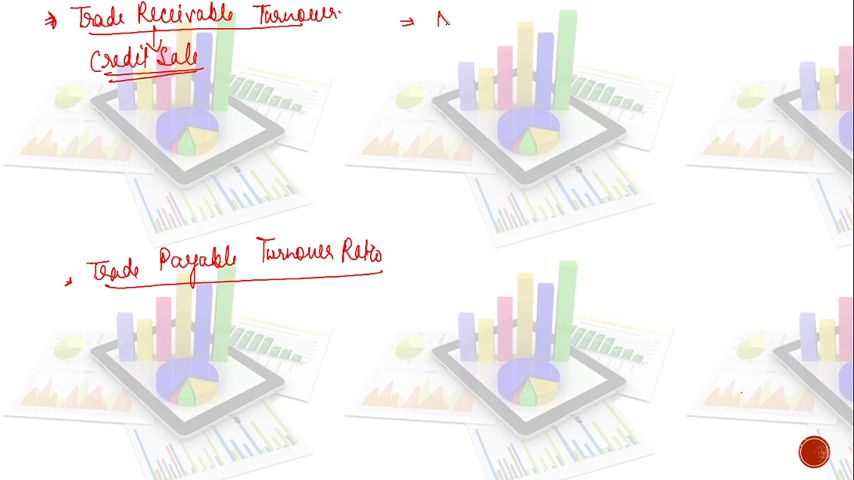 ⇒ Trade Receivable Turnover. ⇒ N
Credit Sale
Trade Payable Turnover Ratio